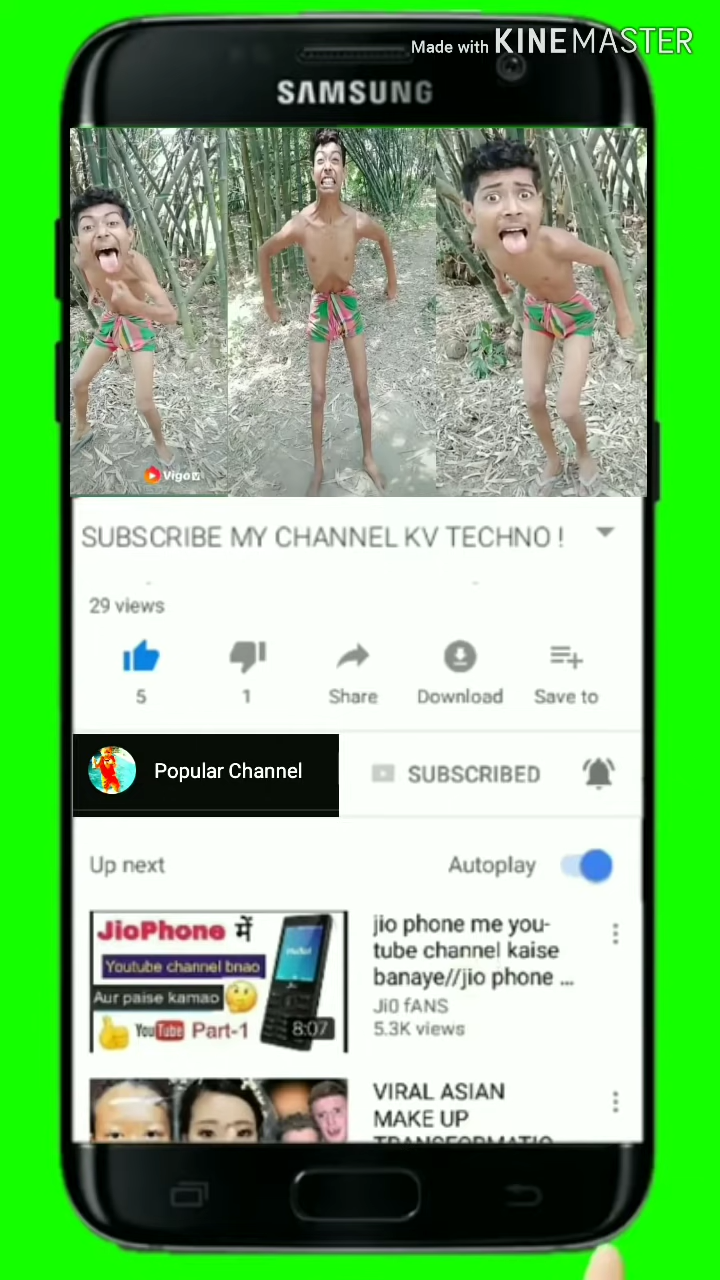 Made with KINEMASTER
SAMSUNG
Vigo
SUBSCRIBE MY CHANNEL KV TECHNO !
29 views
5
1
Share
Download
Save to
Popular Channel
SUBSCRIBED
Up next
Autoplay
JioPhone में
Youtube channel bnao
Aur paise kamao
YouTube Part-1
8:07
jio phone me you-
tube channel kaise
banaye//jio phone ...
Ji0 fANS
5.3K views
VIRAL ASIAN
MAKE UP
TRANSFORMATIO